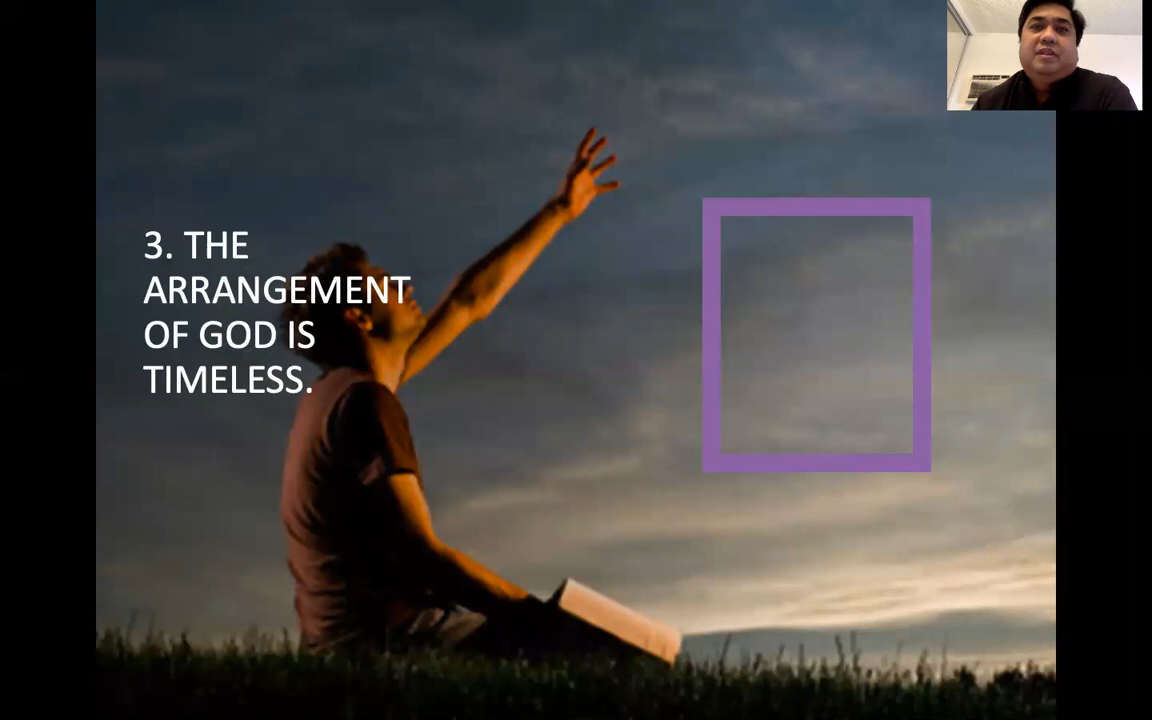 3. THE
ARRANGEMENT
OF GOD IS
TIMELESS.